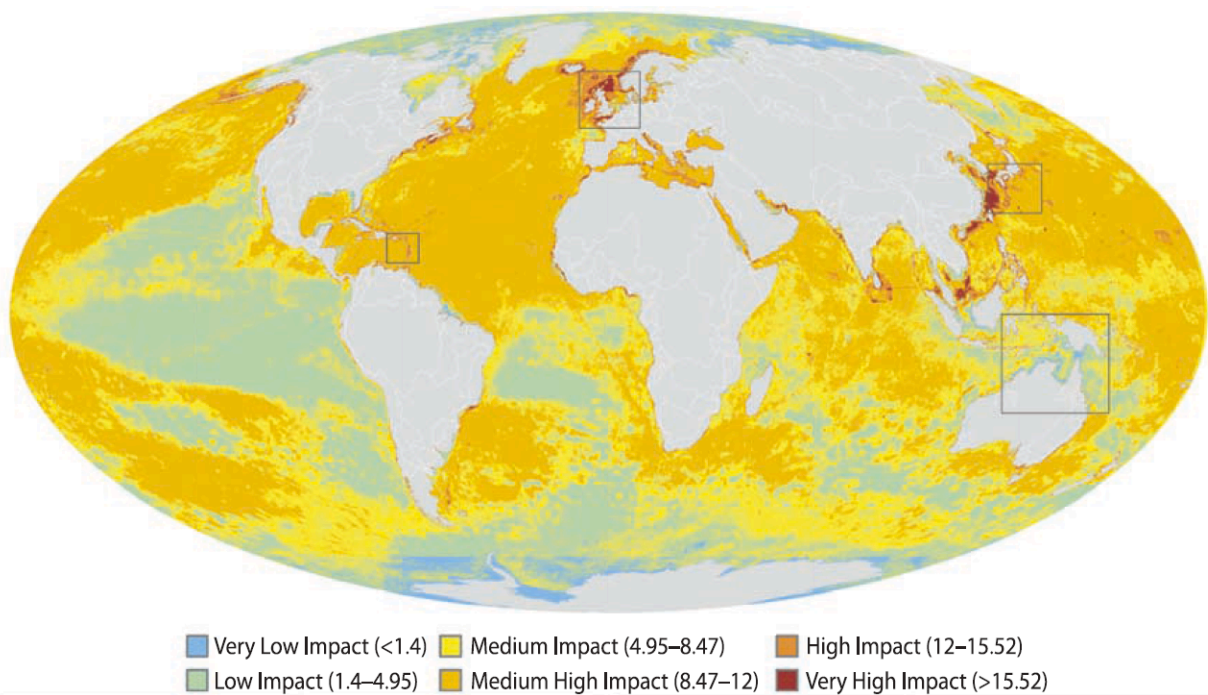 Very Low Impact (<1.4) Medium Impact (4.95–8.47) High Impact (12–15.52)
Low Impact (1.4–4.95) Medium High Impact (8.47–12) Very High Impact (>15.52)